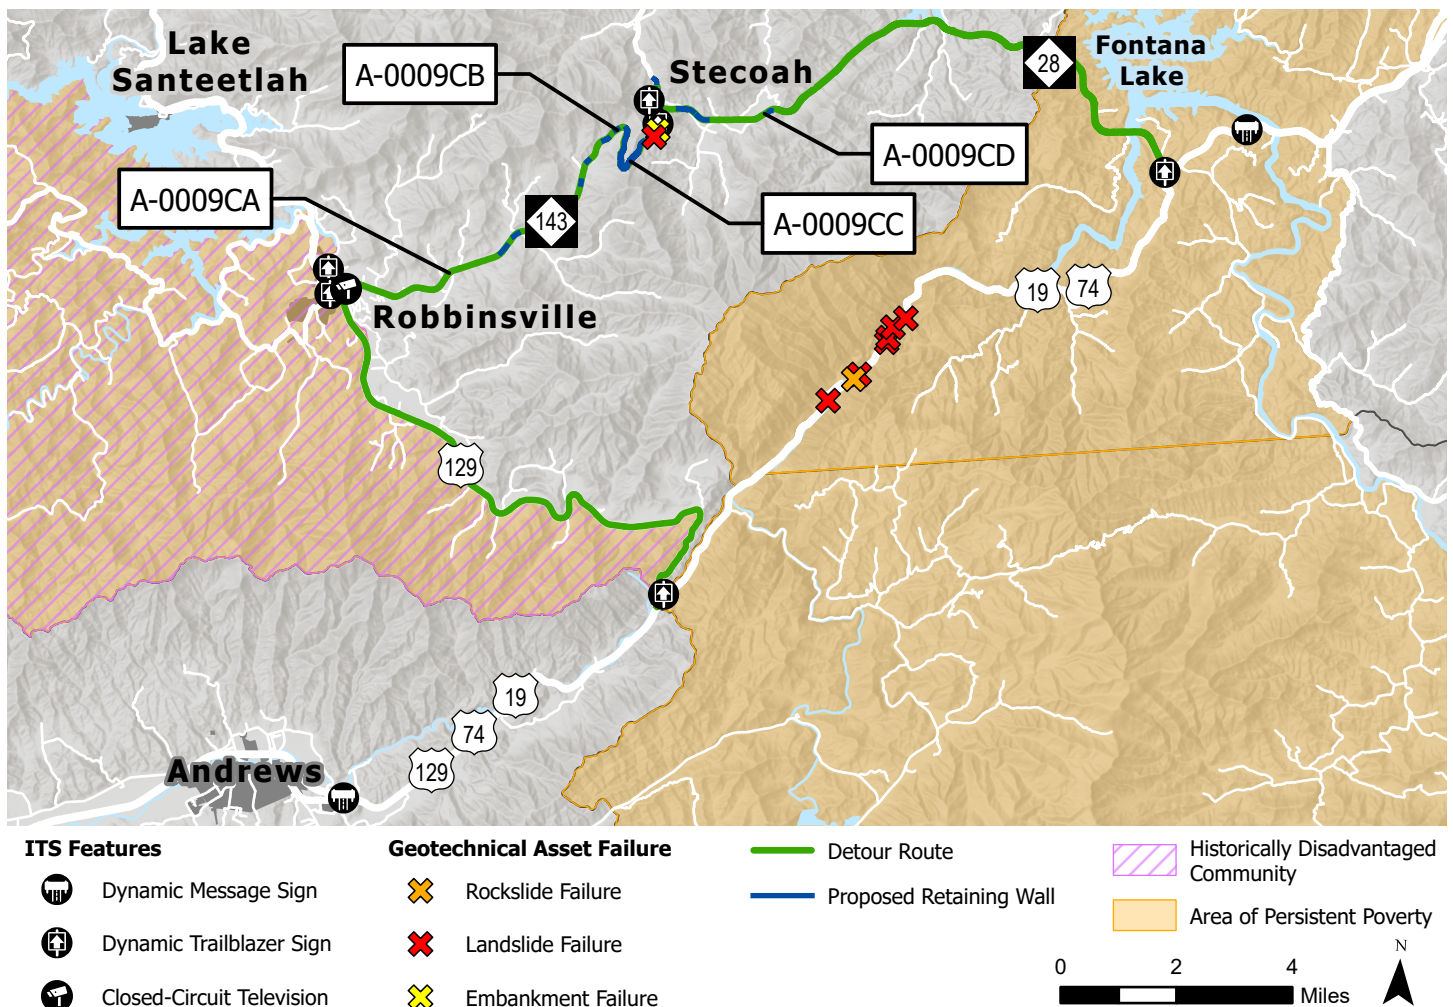 Lake
Santeetlah
A-0009CB
Stecoah
28
Fontana
Lake
A-0009CD
A-0009CA
143
A-0009CC
19
74
Robbinsville
129
19
74
129
Andrews
ITS Features
Dynamic Message Sign
Dynamic Trailblazer Sign
Closed-Circuit Television
Geotechnical Asset Failure
Rockslide Failure
Landslide Failure
Embankment Failure
Detour Route
Proposed Retaining Wall
Historically Disadvantaged
Community
Area of Persistent Poverty
0 2 4
Miles
N